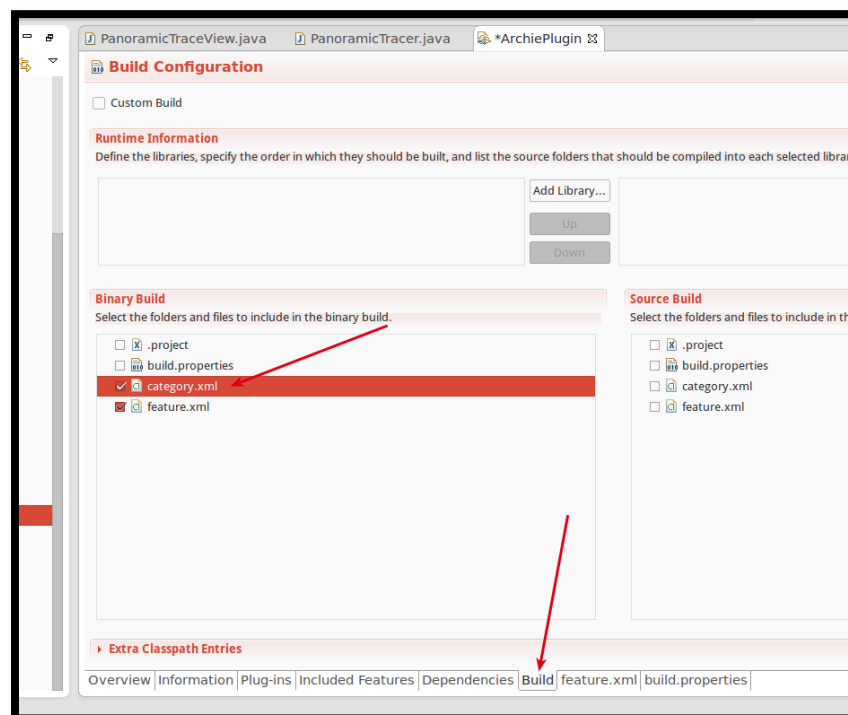 PanoramicTraceView.java PanoramicTracer.java *ArchiePlugin
Build Configuration
Custom Build
Runtime Information
Define the libraries, specify the order in which they should be built, and list the source folders that should be compiled into each selected librar
Add Library...
Up
Down
Binary Build
Select the folders and files to include in the binary build.
.project
build.properties
category.xml
feature.xml
Source Build
Select the folders and files to include in th
.project
build.properties
category.xml
feature.xml
Extra Classpath Entries
Overview Information Plug-ins Included Features Dependencies Build feature.xml build.properties